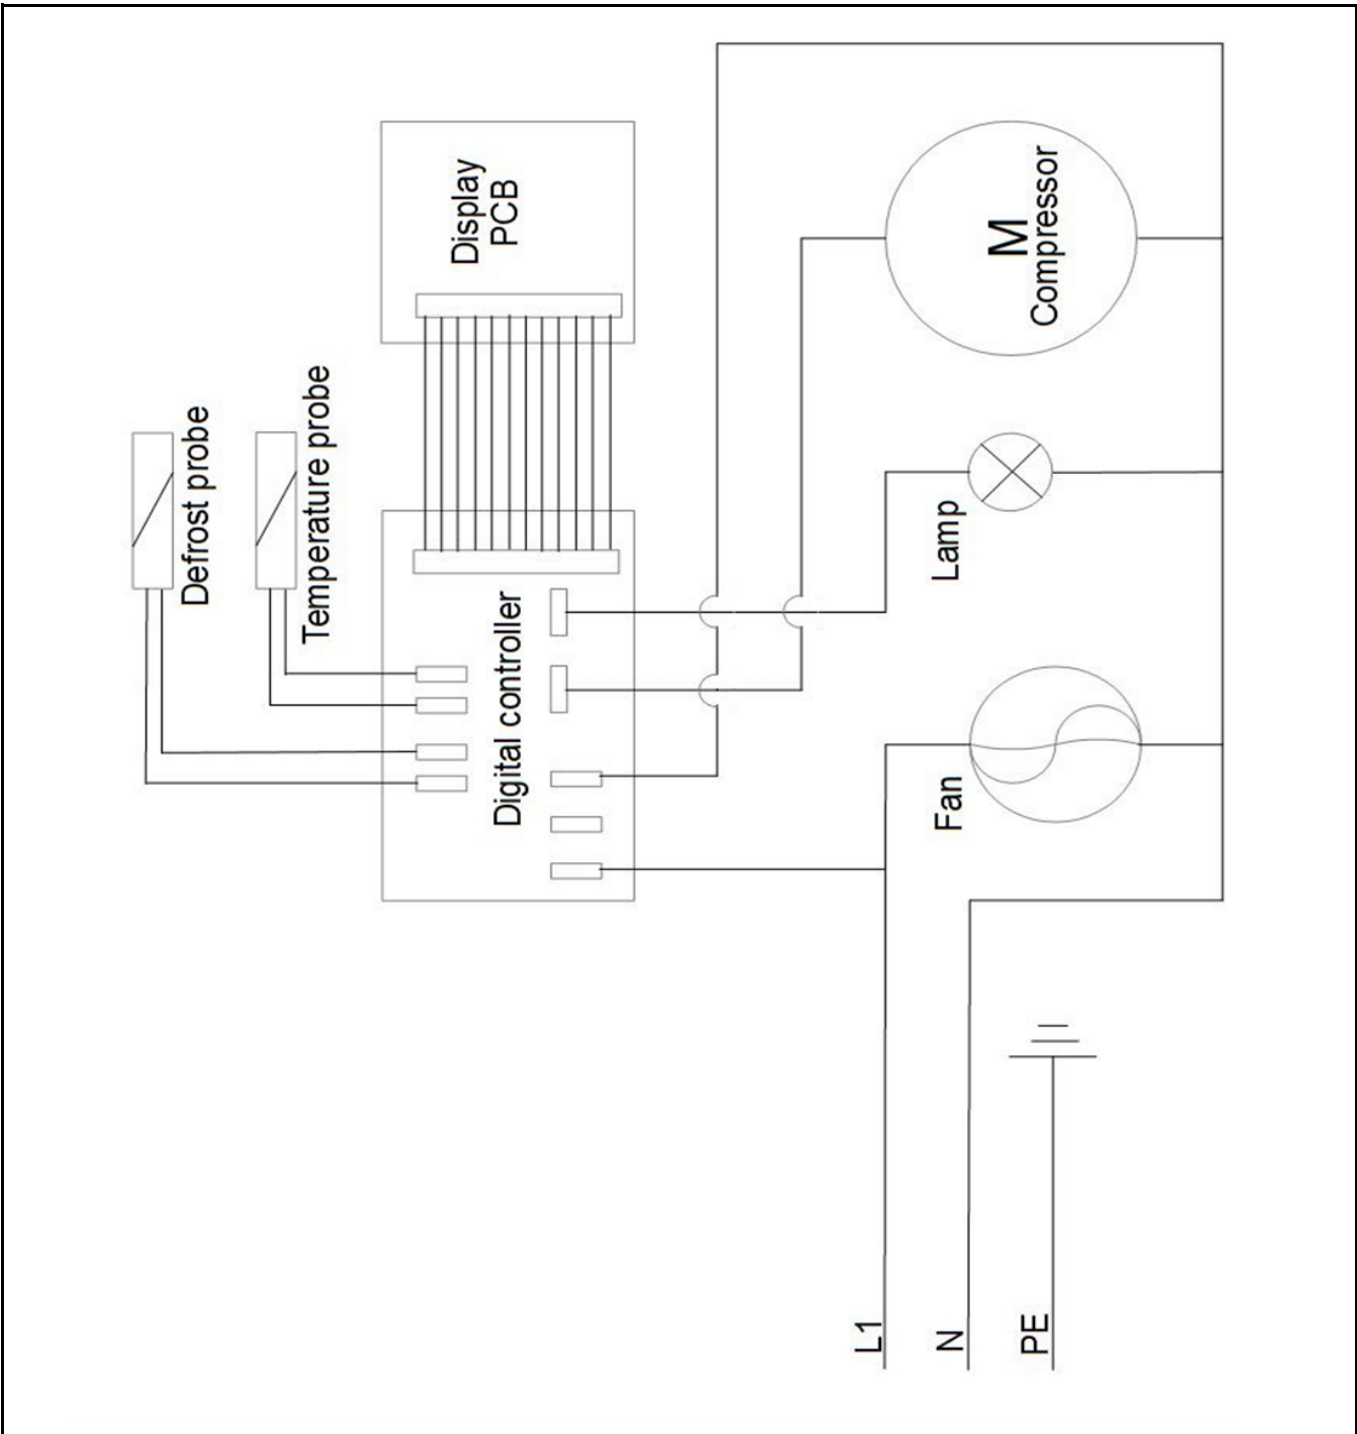 Display
PCB
M
Compressor
Defrost probe
Temperature probe
Digital controller
Lamp
Fan
L1
N
PE